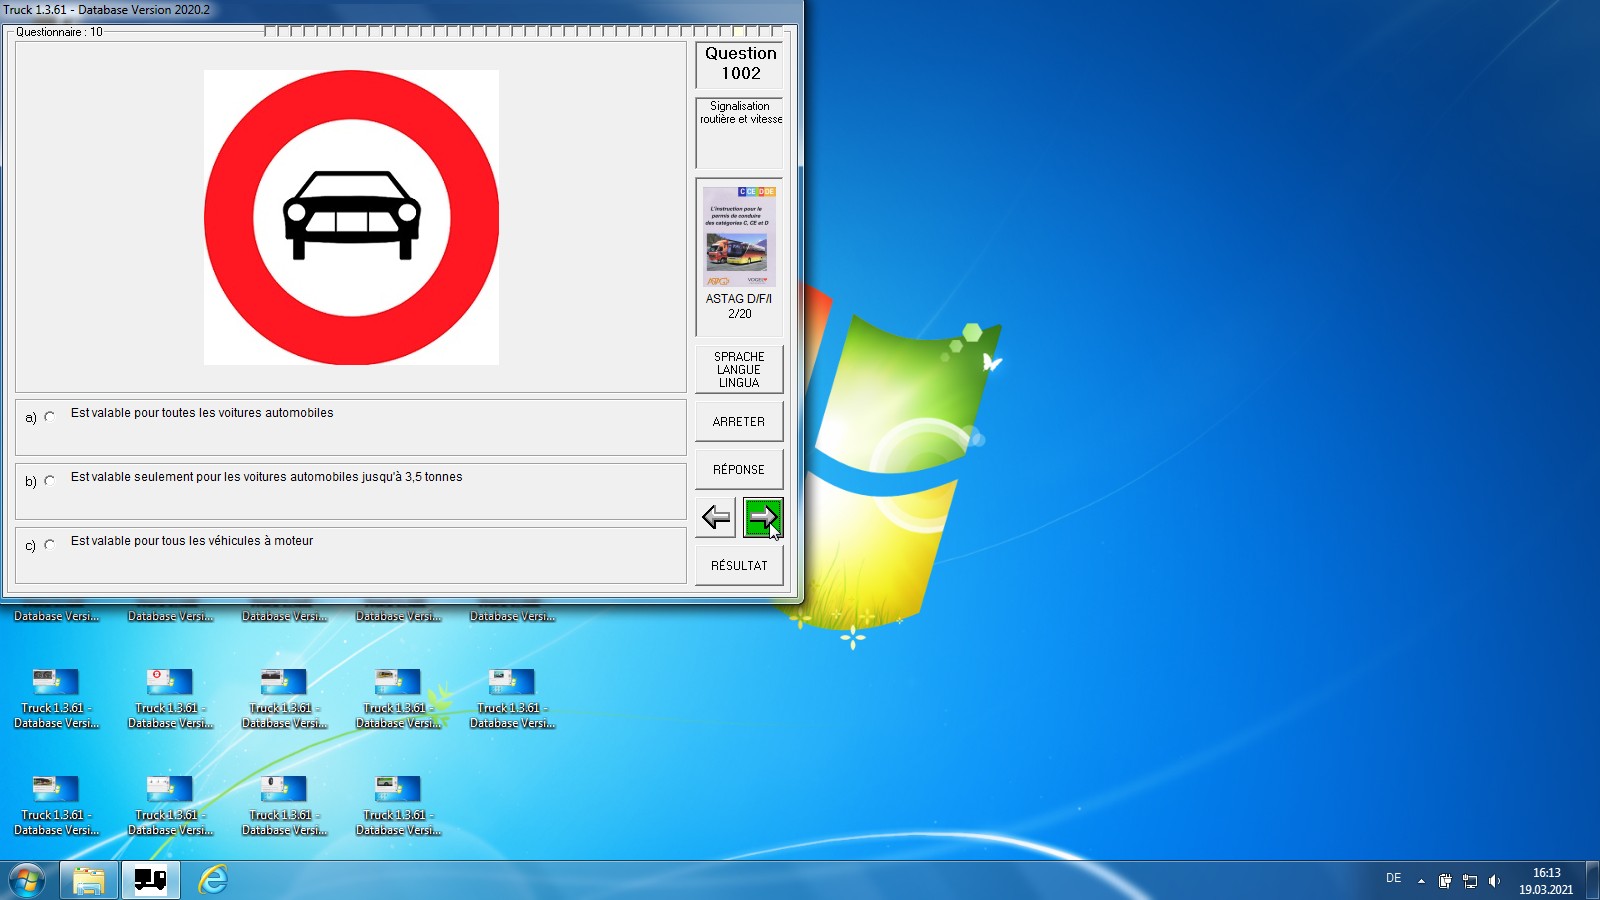 Truck 1.3.61 - Database Version 2020.2
Questionnaire : 10
Question
1002
Signalisation
routière et vitesse
C CE D DE
L'instruction pour le
permis de conduire
des catégories C, CE et D
ASTAG D/F/I
2/20
SPRACHE
LANGUE
LINGUA
a) Est valable pour toutes les voitures automobiles
ARRETER
b) Est valable seulement pour les voitures automobiles jusqu'à 3,5 tonnes
RÉPONSE
c) Est valable pour tous les véhicules à moteur
RÉSULTAT
Database Versi...
Database Versi...
Database Versi...
Database Versi...
Database Versi...
Truck 1.3.61 -
Database Versi...
Truck 1.3.61 -
Database Versi...
Truck 1.3.61 -
Database Versi...
Truck 1.3.61 -
Database Versi...
Truck 1.3.61 -
Database Versi...
Truck 1.3.61 -
Database Versi...
Truck 1.3.61 -
Database Versi...
Truck 1.3.61 -
Database Versi...
Truck 1.3.61 -
Database Versi...
DE
16:13
19.03.2021